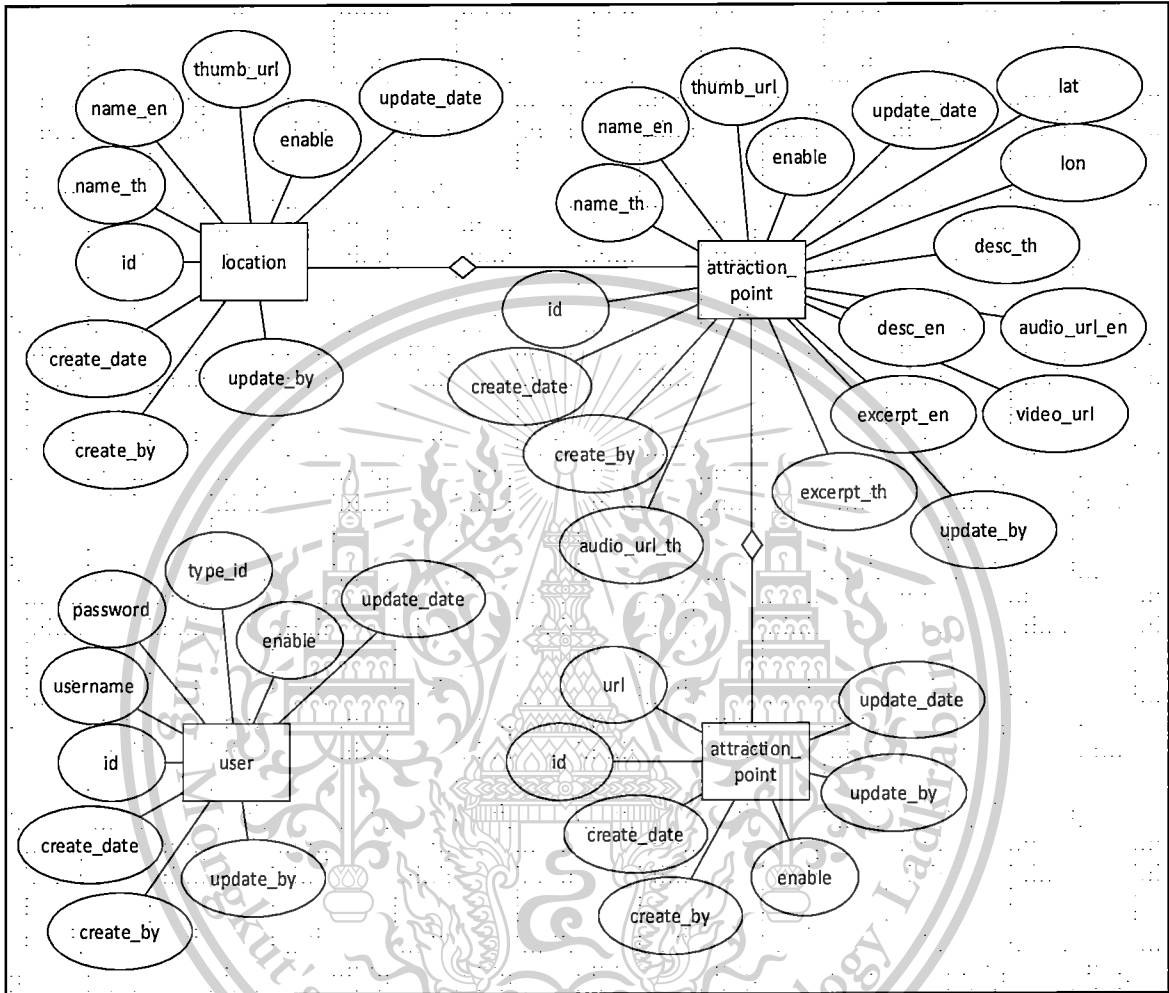 thumb_url
update_date
name_en
enable
name_th
location
id
create_date
update_by
create_by
thumb_url
lat
update_date
name_en
enable
lon
name_th
desc_th
attraction_
point
id
desc_en
audio_url_en
create_date
excerpt_en
video_url
create_by
excerpt_th
update_by
audio_url_th
type_id
update_date
password
enable
username
user
id
create_date
update_by
create_by
url
update_date
attraction_
point
id
update_by
create_date
enable
create_by
Mongkut's
Ladkrabang